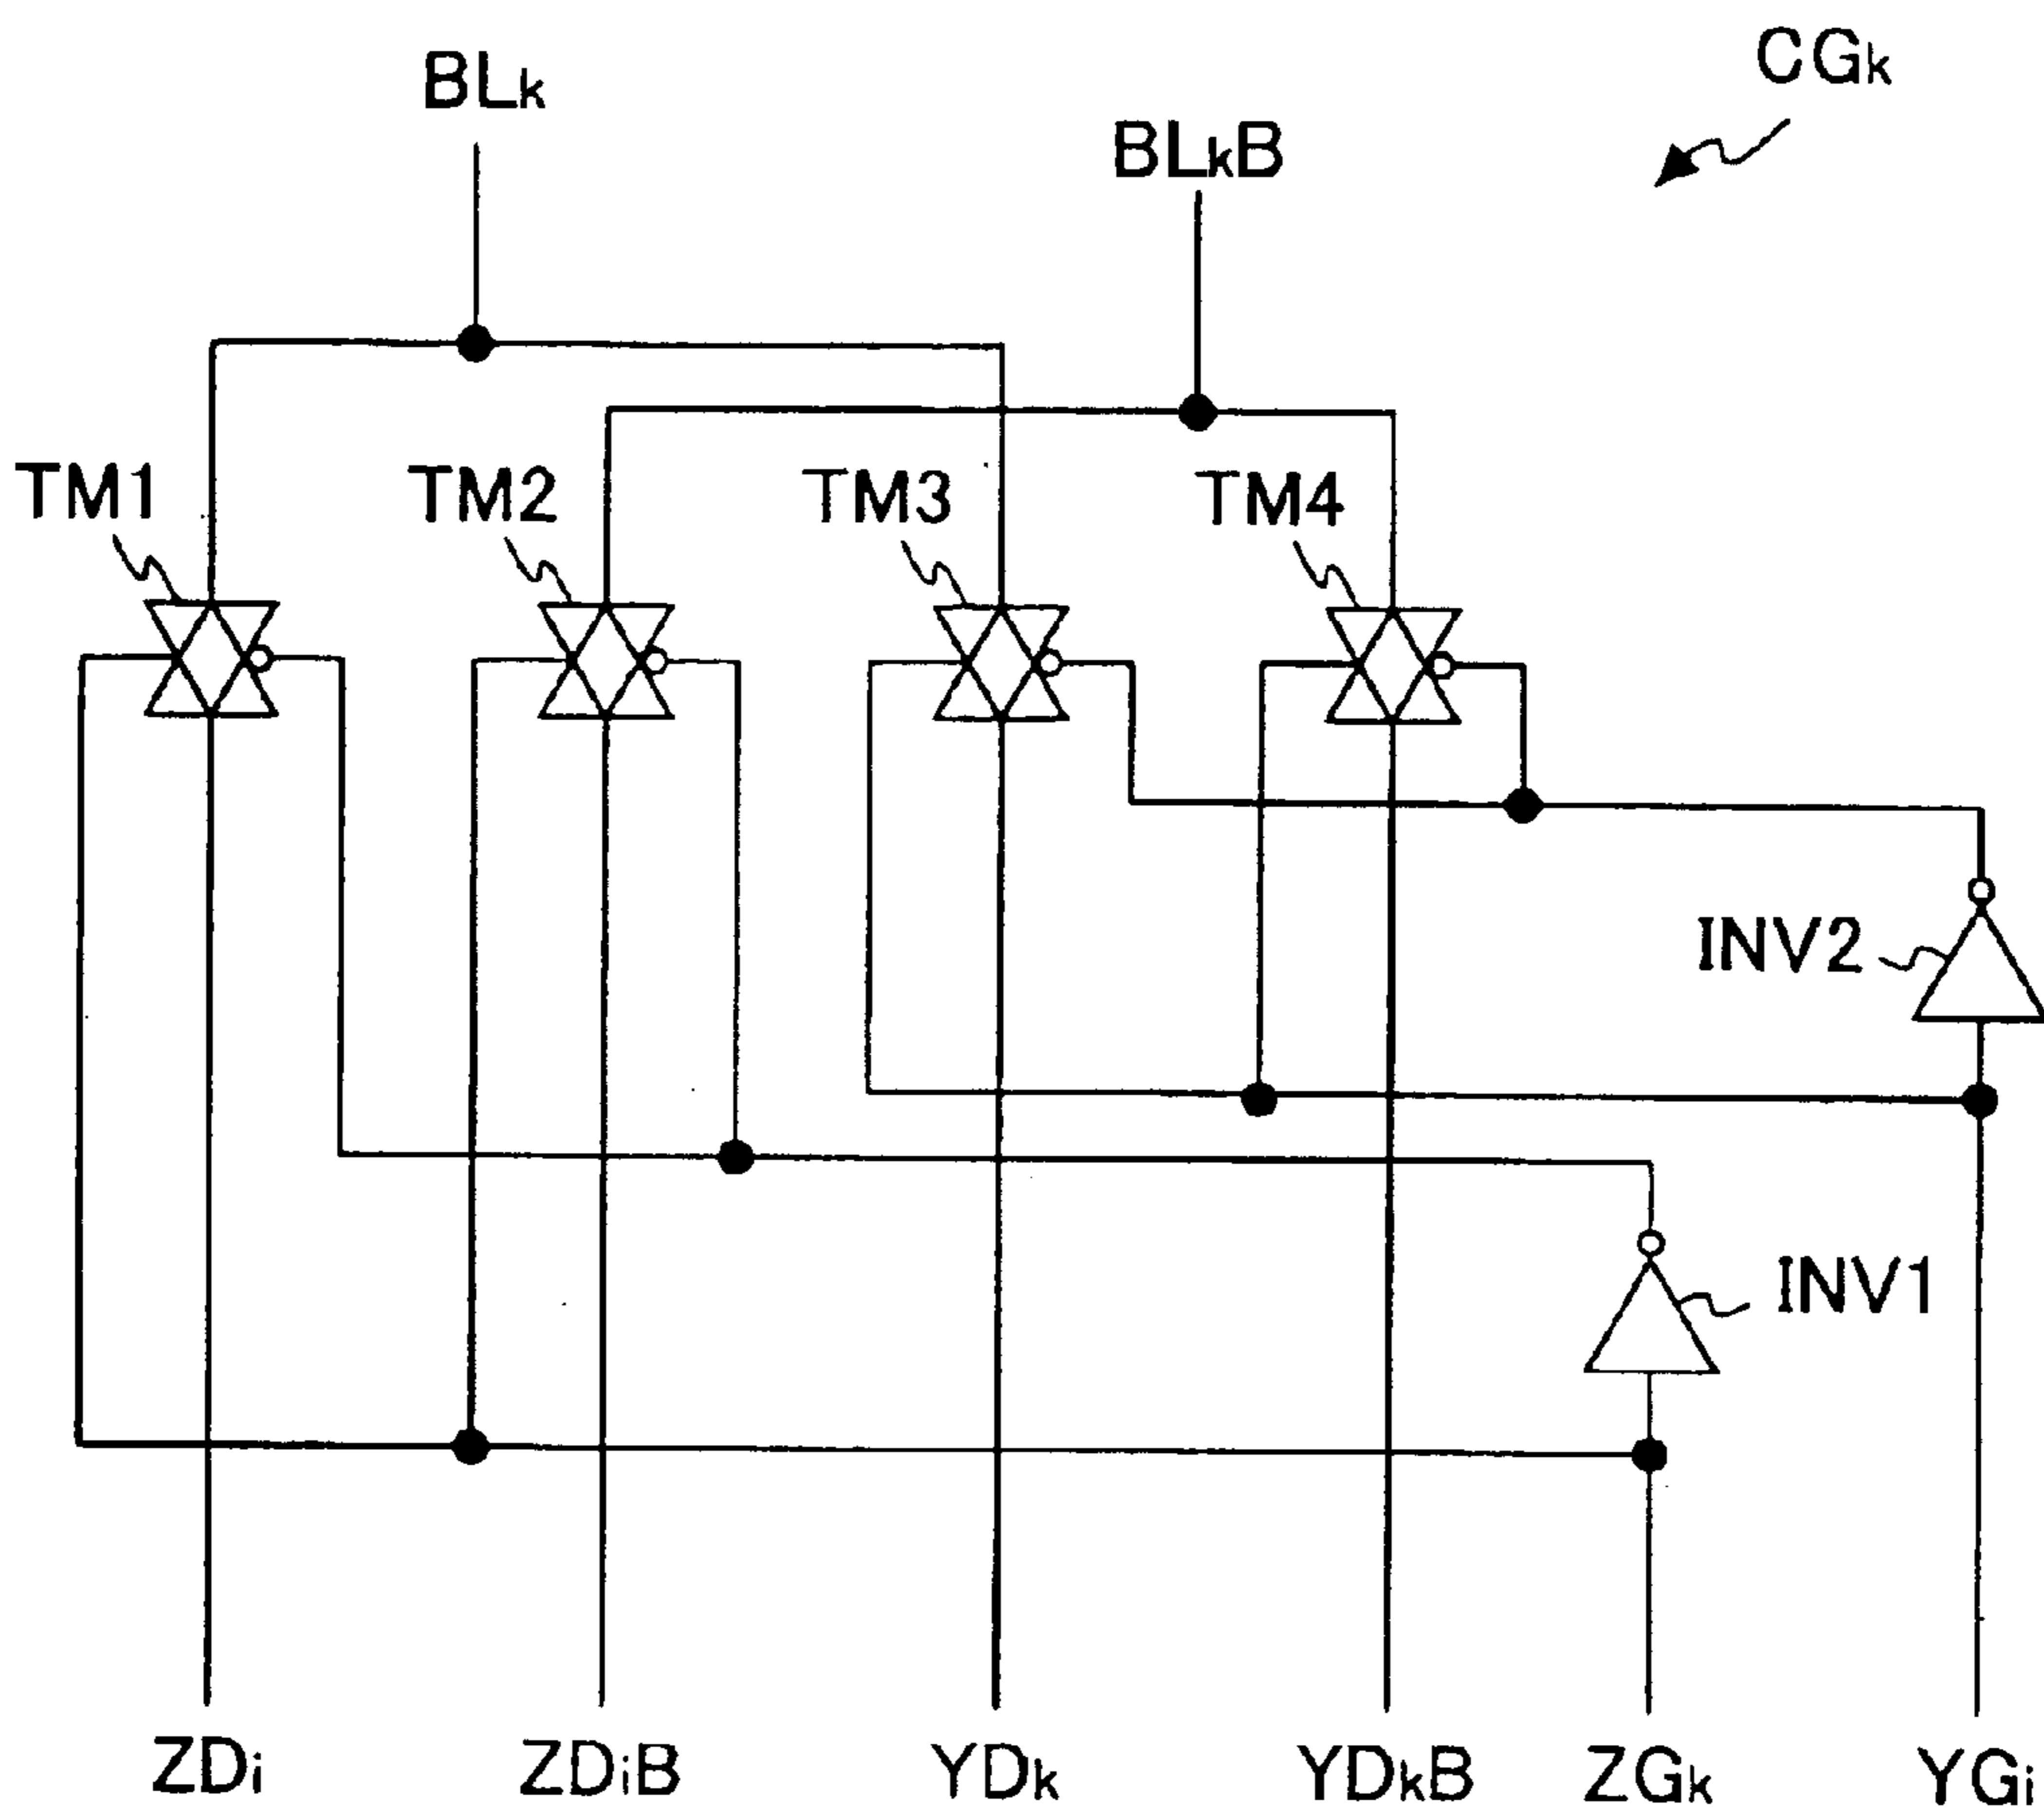 CGk
BLk
BLkB
TM1
TM2
TM3
TM4
INV2
INV1
ZDi
ZDiB
YDk
YDkB
ZGk
YGi